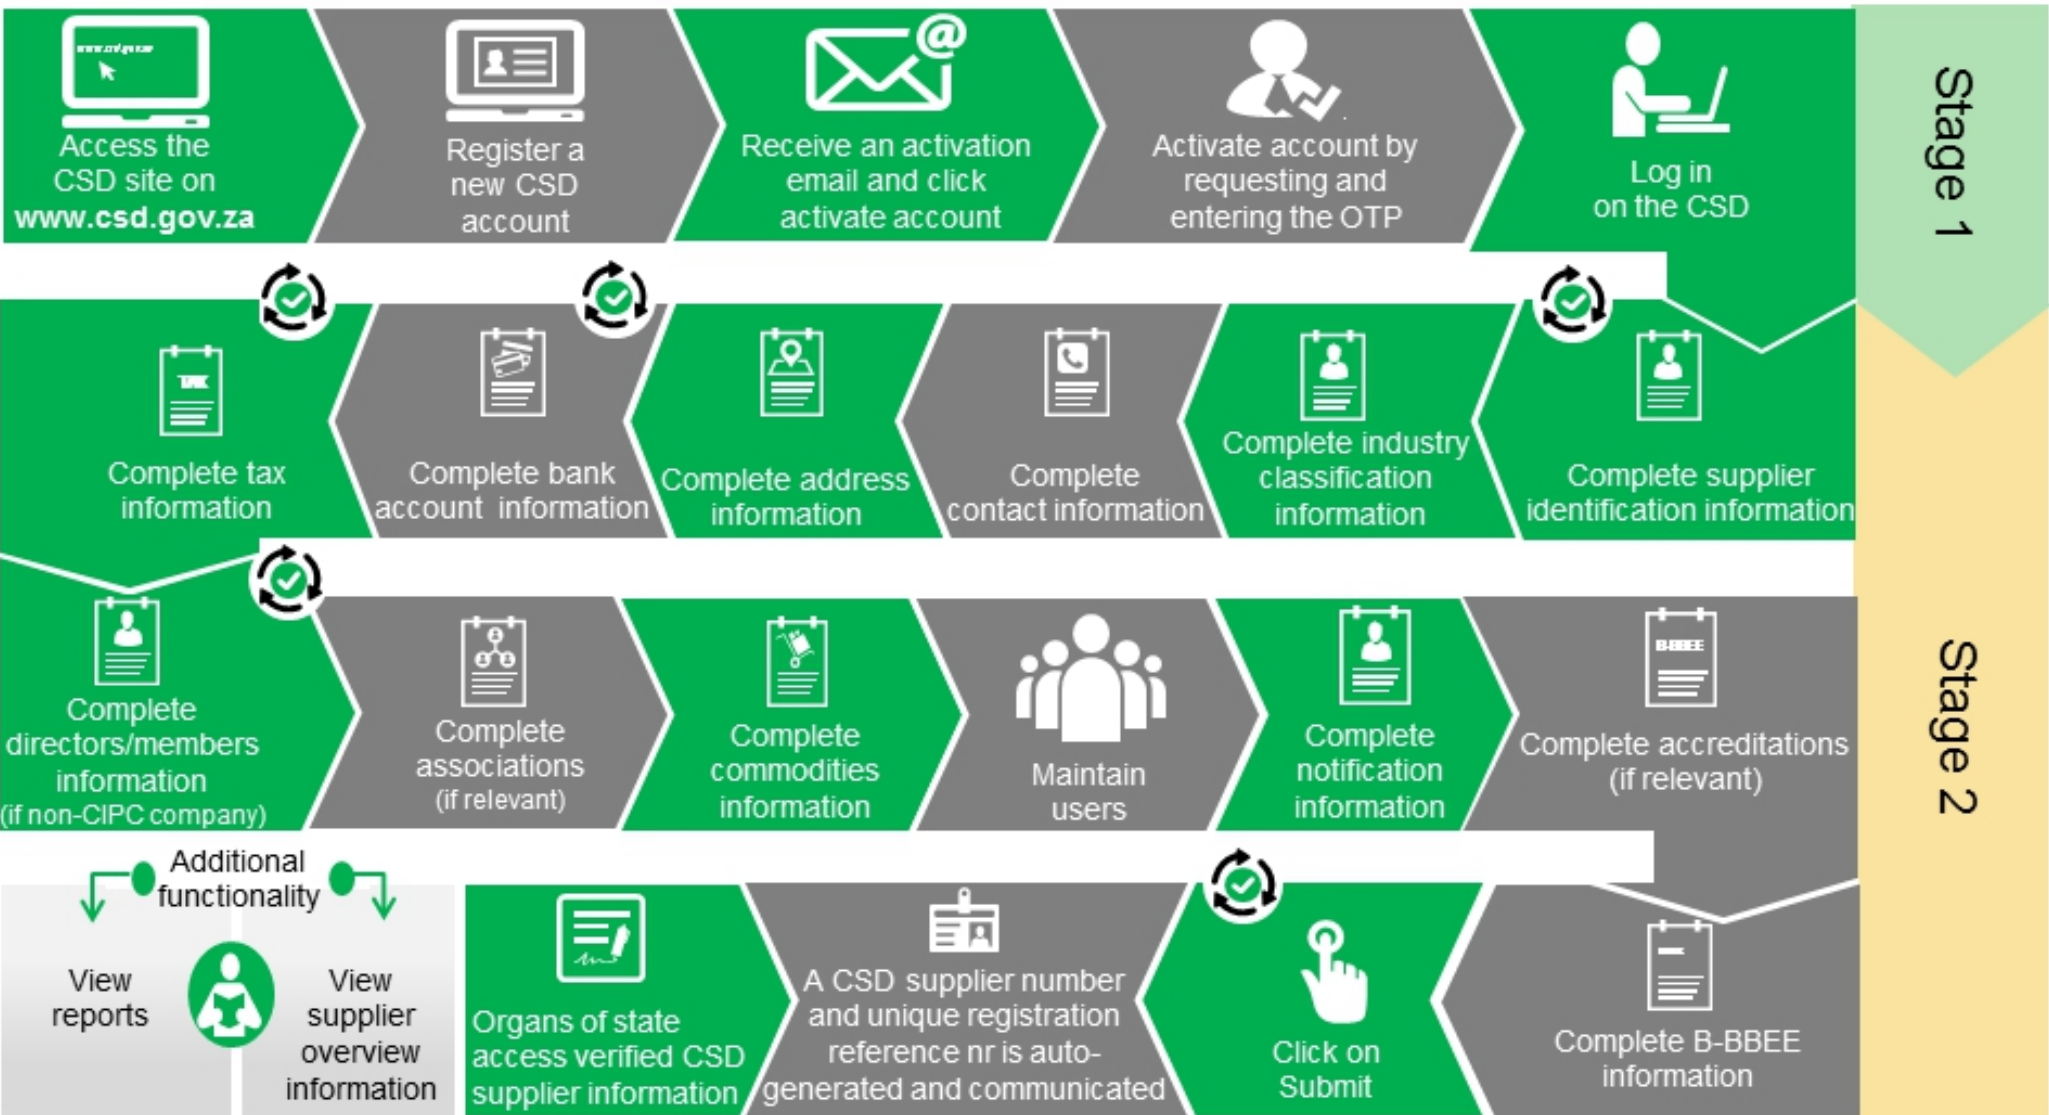 www.csd.gov.za
Access the
CSD site on
www.csd.gov.za
Register a
new CSD
account
@
Receive an activation
email and click
activate account
Activate account by
requesting and
entering the OTP
Log in
on the CSD
Stage 1
Complete supplier
identification information
Complete industry
classification
information
Complete
contact information
Complete address
information
Complete bank
account information
TAX
Complete tax
information
Complete
directors/members
information
(if non-CIPC company)
Complete
associations
(if relevant)
Complete
commodities
information
Maintain
users
Complete
notification
information
B-BBEE
Complete accreditations
(if relevant)
Stage 2
Complete B-BBEE
information
Click on
Submit
A CSD supplier number
and unique registration
reference nr is auto-
generated and communicated
Organs of state
access verified CSD
supplier information
Additional
functionality
View
reports
View
supplier
overview
information